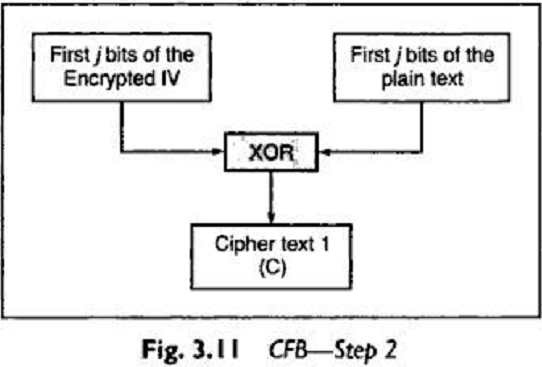 First j bits of the
Encrypted IV
First j bits of the
plain text
XOR
Cipher text 1
(C)
Fig. 3.11 CFB—Step 2